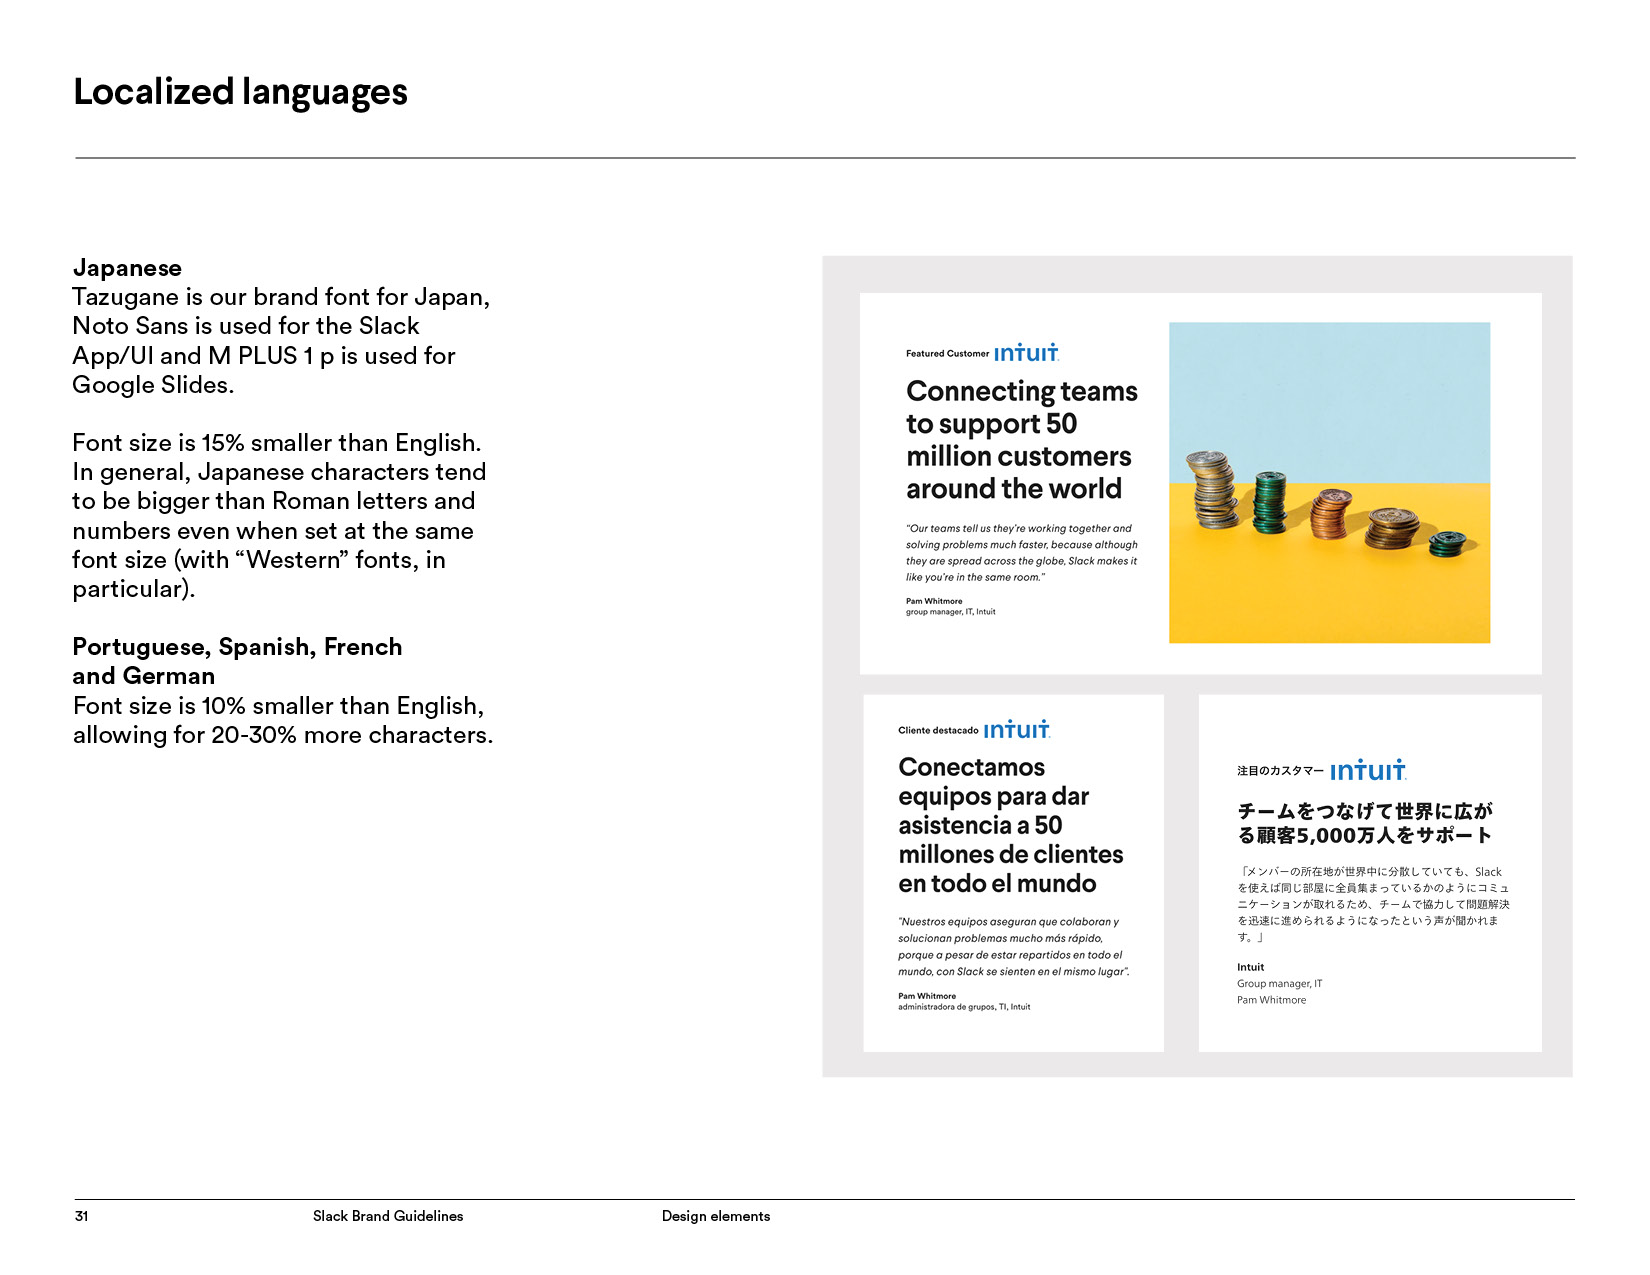 Localized languages
Japanese
Tazugane is our brand font for Japan,
Noto Sans is used for the Slack
App/UI and M PLUS 1 p is used for
Google Slides.
Font size is 15% smaller than English.
In general, Japanese characters tend
to be bigger than Roman letters and
numbers even when set at the same
font size (with “Western” fonts, in
particular).
Portuguese, Spanish, French
and German
Font size is 10% smaller than English,
allowing for 20-30% more characters.
Featured Customer intuit
Connecting teams
to support 50
million customers
around the world
“Our teams tell us they’re working together and
solving problems much faster, because although
they are spread across the globe, Slack makes it
like you’re in the same room.”
Pam Whitmore
group manager, IT, Intuit
Cliente destacado intuit
Conectamos
equipos para dar
asistencia a 50
millones de clientes
en todo el mundo
“Nuestros equipos aseguran que colaboran y
solucionan problemas mucho más rápido,
porque a pesar de estar repartidos en todo el
mundo, con Slack se sienten en el mismo lugar”.
Pam Whitmore
administradora de grupos, TI, Intuit
注目のカスタマー intuit
チームをつなげて世界に広が
る顧客5,000万人をサポート
「メンバーの所在地が世界中に分散していても、Slack
を使えば同じ部屋に全員集まっているかのようにコミュ
ニケーションが取れるため、チームで協力して問題解決
を迅速に進められるようになったという声が聞かれま
す。」
Intuit
Group manager, IT
Pam Whitmore
31
Slack Brand Guidelines
Design elements